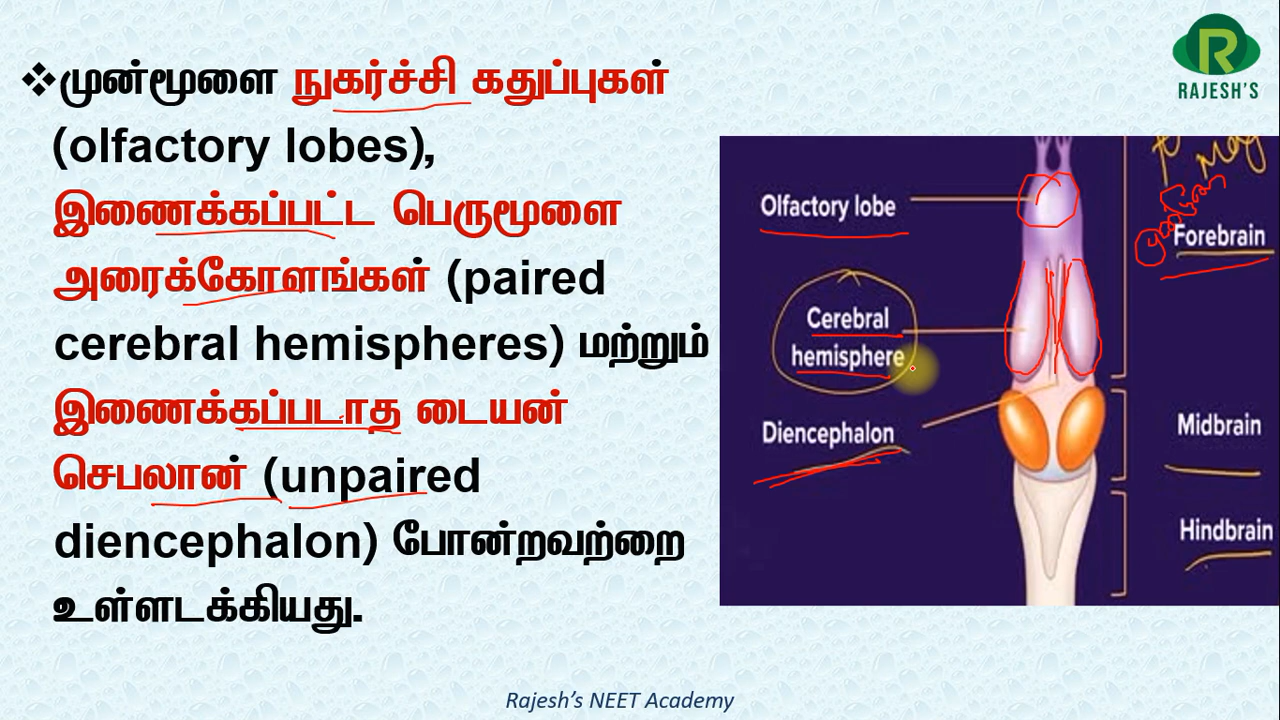 ❖முன்மூளை நுகர்ச்சி கதுப்புகள்
(olfactory lobes),
இணைக்கப்பட்ட பெருமூளை
அரைக்கோளங்கள் (paired
cerebral hemispheres) மற்றும்
இணைக்கப்படாத டையன்
செபலான் (unpaired
diencephalon) போன்றவற்றை
உள்ளடக்கியது.
R
RAJESH'S
Olfactory lobe
Forebrain
Cerebral
hemisphere
Diencephalon
Midbrain
Hindbrain
Rajesh's NEET Academy